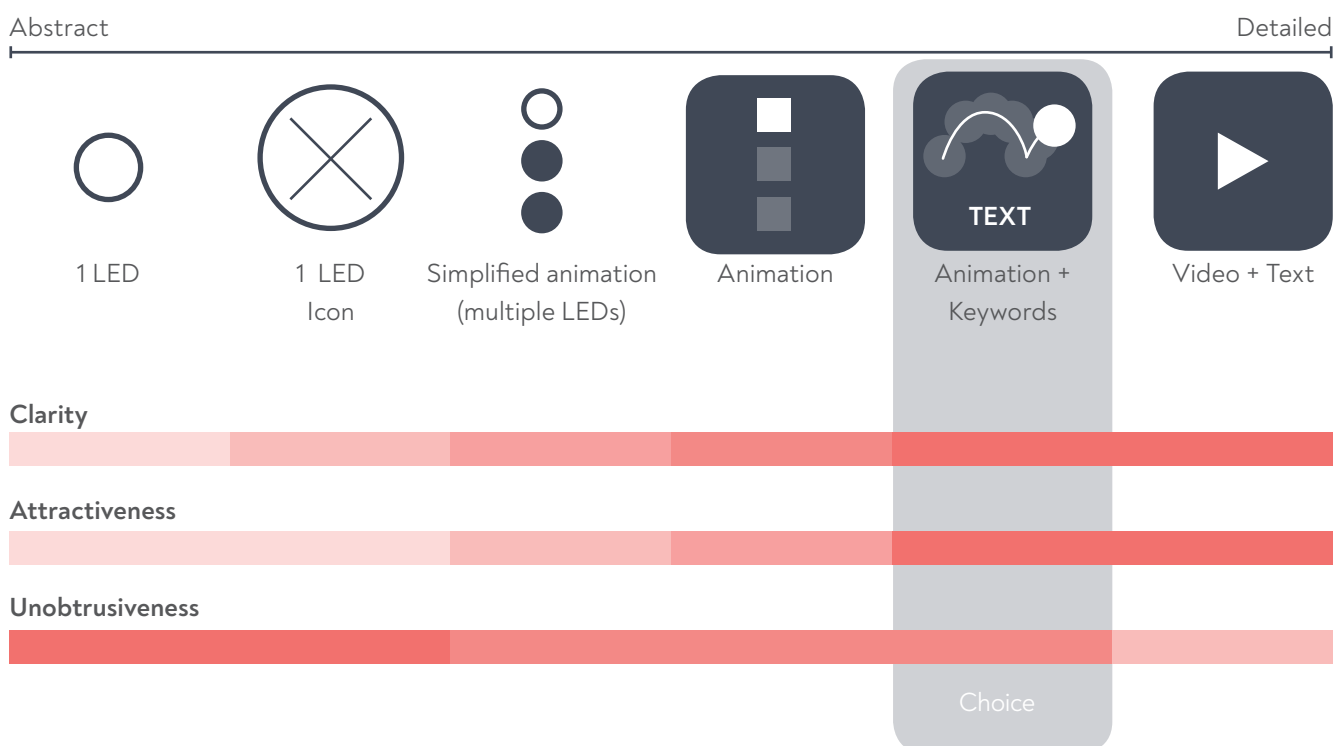 Abstract
Detailed
TEXT
1 LED
1 LED
Icon
Simplified animation
(multiple LEDs)
Animation
Animation +
Keywords
Video + Text
Clarity
Attractiveness
Unobtrusiveness
Choice